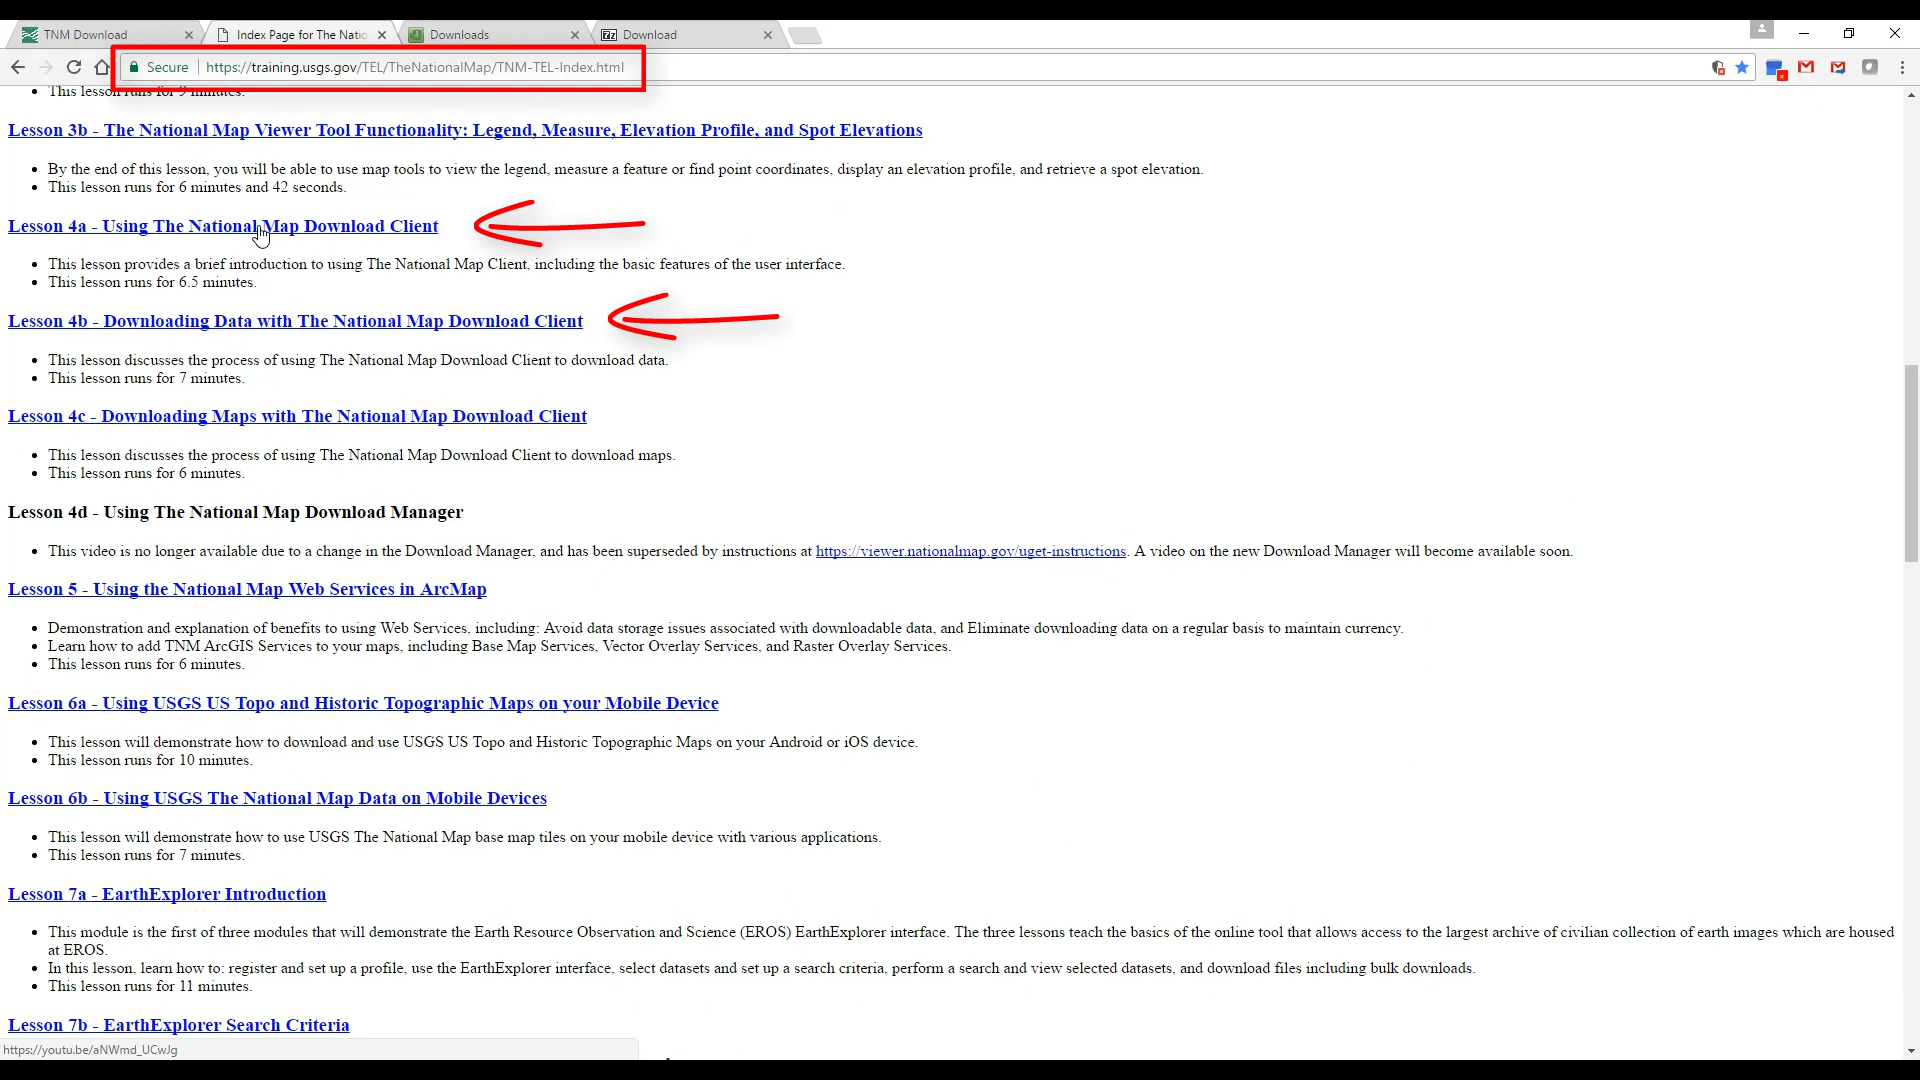 TNM Download
Index Page for The Natio
Downloads
7z Download
Secure https://training.usgs.gov/TEL/TheNationalMap/TNM-TEL-Index.html
This lesson runs for 9 minutes.
Lesson 3b - The National Map Viewer Tool Functionality: Legend, Measure, Elevation Profile, and Spot Elevations
By the end of this lesson, you will be able to use map tools to view the legend, measure a feature or find point coordinates, display an elevation profile, and retrieve a spot elevation.
This lesson runs for 6 minutes and 42 seconds.
Lesson 4a - Using The National Map Download Client
This lesson provides a brief introduction to using The National Map Client, including the basic features of the user interface.
This lesson runs for 6.5 minutes.
Lesson 4b - Downloading Data with The National Map Download Client
This lesson discusses the process of using The National Map Download Client to download data.
This lesson runs for 7 minutes.
Lesson 4c - Downloading Maps with The National Map Download Client
This lesson discusses the process of using The National Map Download Client to download maps.
This lesson runs for 6 minutes.
Lesson 4d - Using The National Map Download Manager
This video is no longer available due to a change in the Download Manager, and has been superseded by instructions at https://viewer.nationalmap.gov/uget-instructions. A video on the new Download Manager will become available soon.
Lesson 5 - Using the National Map Web Services in ArcMap
Demonstration and explanation of benefits to using Web Services, including: Avoid data storage issues associated with downloadable data, and Eliminate downloading data on a regular basis to maintain currency.
Learn how to add TNM ArcGIS Services to your maps, including Base Map Services, Vector Overlay Services, and Raster Overlay Services.
This lesson runs for 6 minutes.
Lesson 6a - Using USGS US Topo and Historic Topographic Maps on your Mobile Device
This lesson will demonstrate how to download and use USGS US Topo and Historic Topographic Maps on your Android or iOS device.
This lesson runs for 10 minutes.
Lesson 6b - Using USGS The National Map Data on Mobile Devices
This lesson will demonstrate how to use USGS The National Map base map tiles on your mobile device with various applications.
This lesson runs for 7 minutes.
Lesson 7a - EarthExplorer Introduction
This module is the first of three modules that will demonstrate the Earth Resource Observation and Science (EROS) EarthExplorer interface. The three lessons teach the basics of the online tool that allows access to the largest archive of civilian collection of earth images which are housed
at EROS.
In this lesson, learn how to: register and set up a profile, use the EarthExplorer interface, select datasets and set up a search criteria, perform a search and view selected datasets, and download files including bulk downloads.
This lesson runs for 11 minutes.
Lesson 7b - EarthExplorer Search Criteria
https://youtu.be/aNWmd_UCwJg